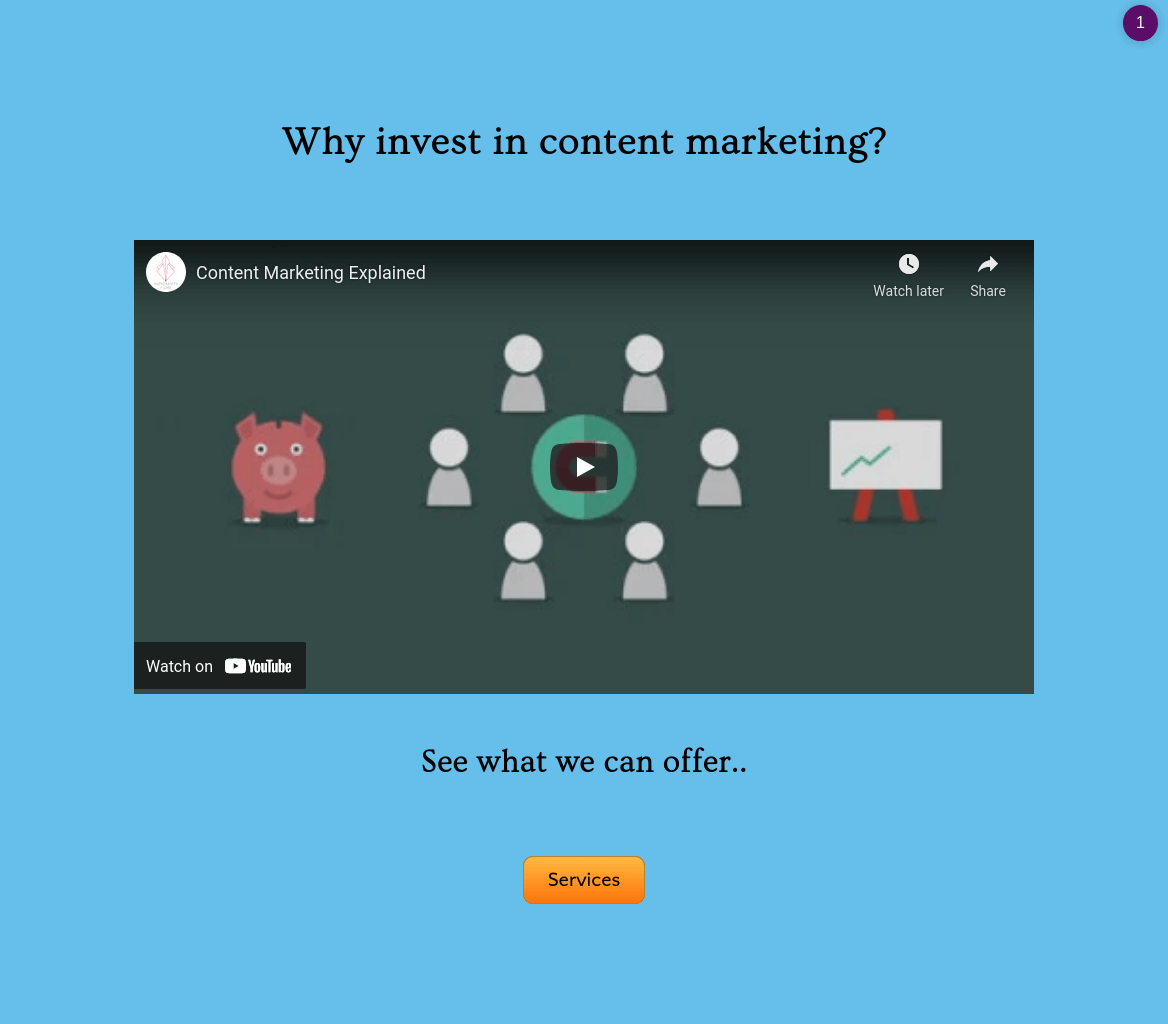 1
Why invest in content marketing?
Content Marketing Explained
Watch later
Share
Watch on YouTube
See what we can offer..
Services